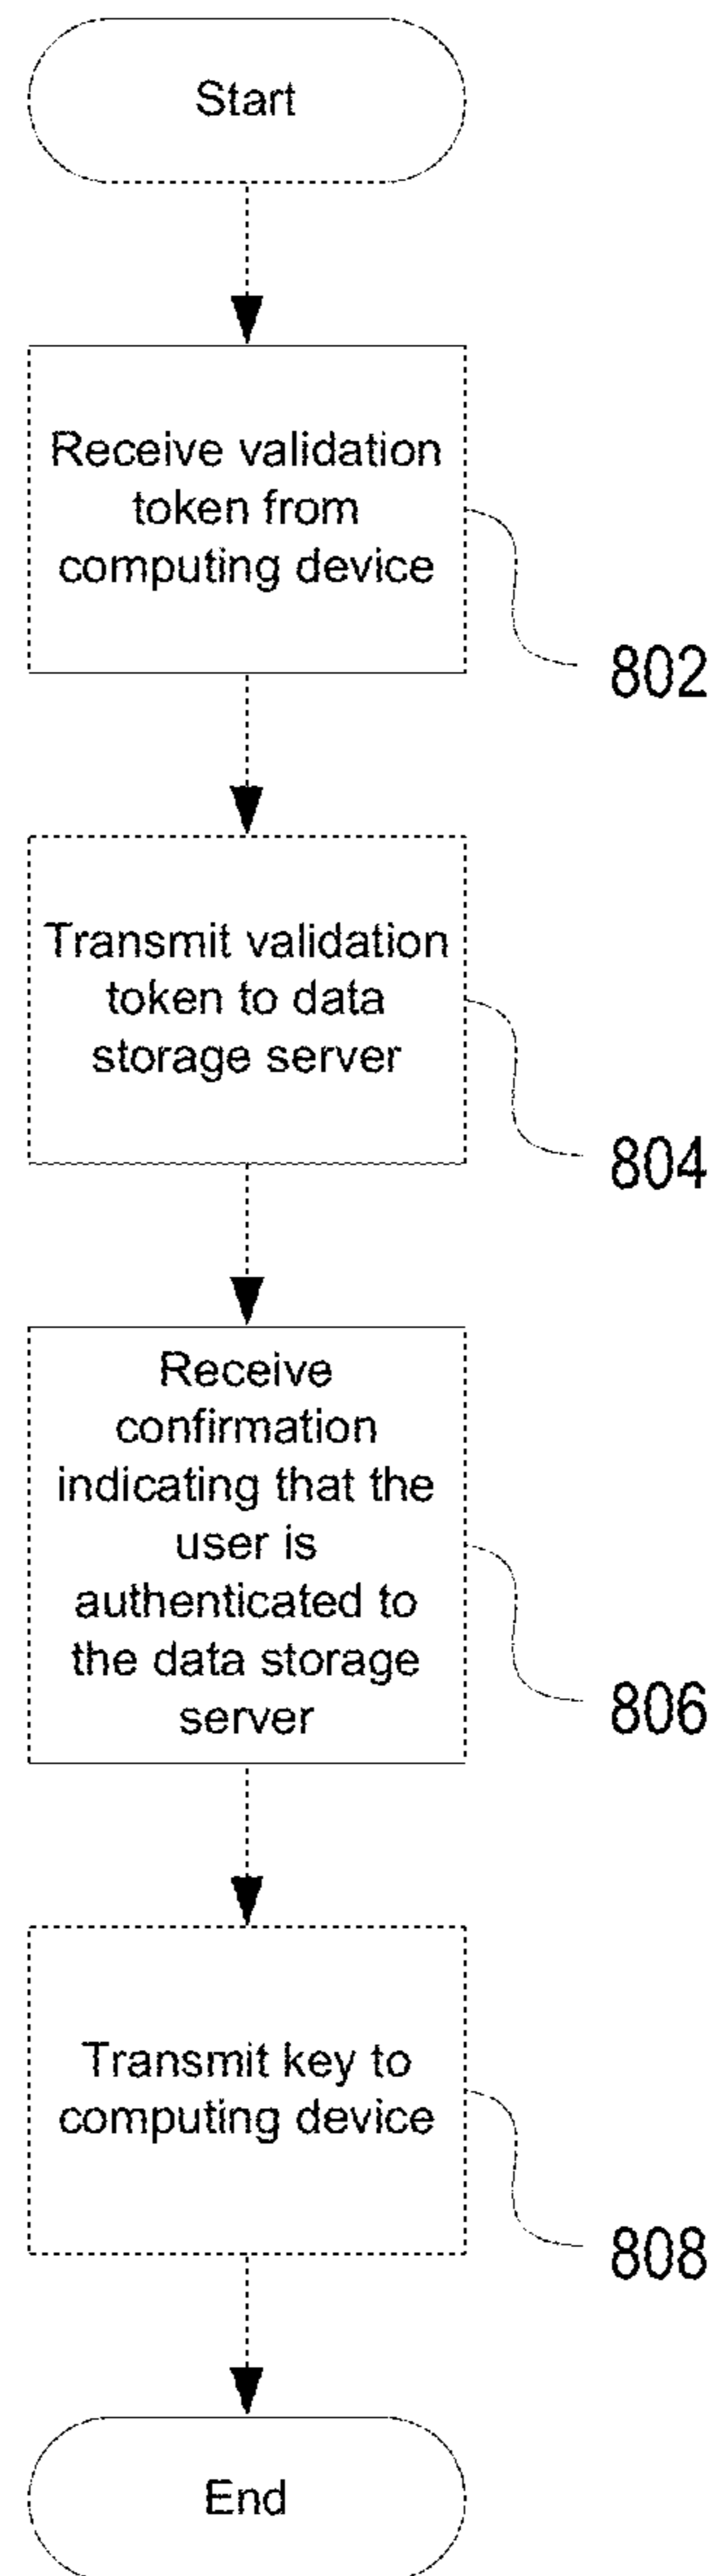 Start
Receive validation
token from
computing device
802
Transmit validation
token to data
storage server
804
Receive
confirmation
indicating that the
user is
authenticated to
the data storage
server
806
Transmit key to
computing device
808
End